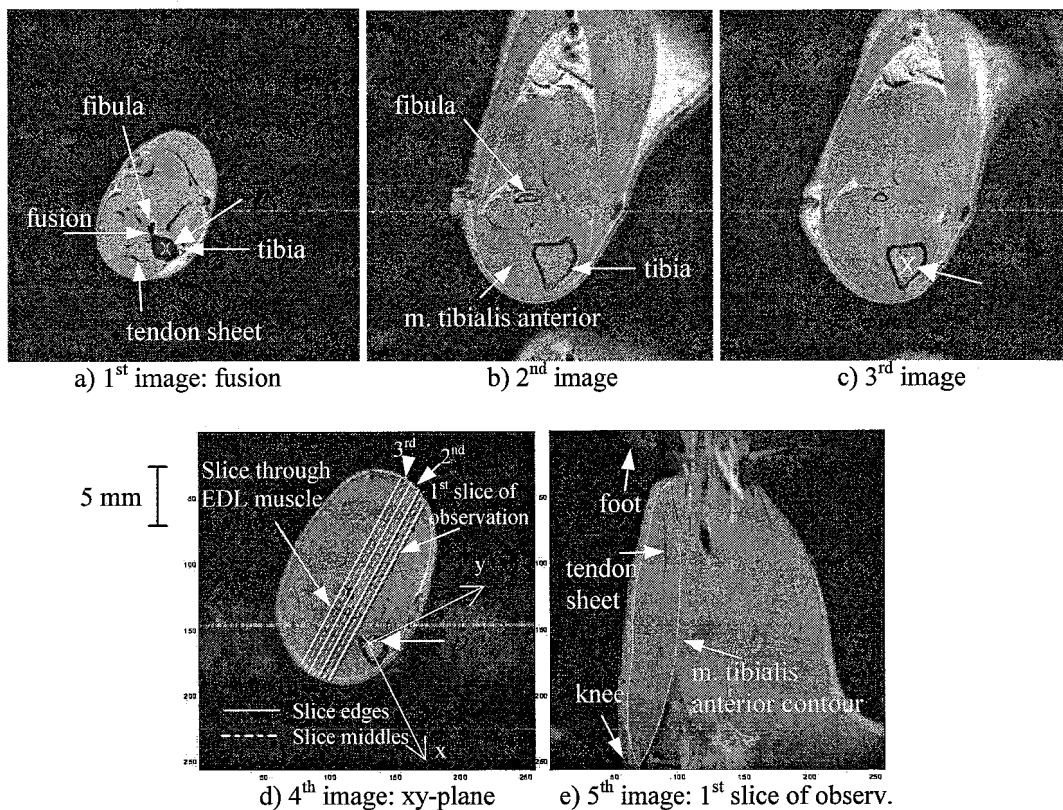 fibula
fusion
X
tibia
tendon sheet
a) 1st image: fusion
fibula
tibia
m. tibialis anterior
b) 2nd image
X
c) 3rd image
5 mm
3rd
2nd
Slice through
EDL muscle
1st slice of
observation
y
x
Slice edges
Slice middles
50
100
150
200
250
50
100
150
200
250
d) 4th image: xy-plane
foot
tendon
sheet
knee
m. tibialis
anterior contour
50
100
150
200
250
50
100
150
200
250
e) 5th image: 1st slice of observ.